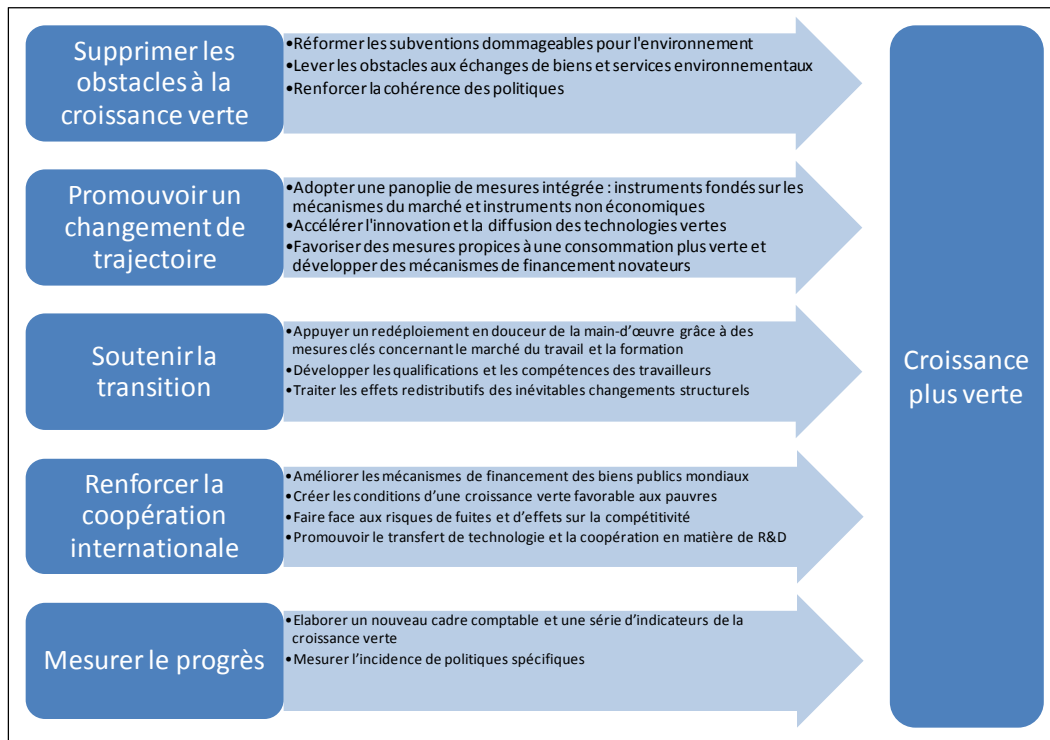 Supprimer les
obstacles à la
croissance verte
•Réformer les subventions dommageables pour l'environnement
•Lever les obstacles aux échanges de biens et services environnementaux
•Renforcer la cohérence des politiques
Promouvoir un
changement de
trajectoire
•Adopter une panoplie de mesures intégrée : instruments fondés sur les
mécanismes du marché et instruments non économiques
•Accélérer l'innovation et la diffusion des technologies vertes
•Favoriser des mesures propices à une consommation plus verte et
développer des mécanismes de financement novateurs
Soutenir la
transition
•Appuyer un redéploiement en douceur de la main-d’œuvre grâce à des
mesures clés concernant le marché du travail et la formation
•Développer les qualifications et les compétences des travailleurs
•Traiter les effets redistributifs des inévitables changements structurels
Renforcer la
coopération
internationale
•Améliorer les mécanismes de financement des biens publics mondiaux
•Créer les conditions d’une croissance verte favorable aux pauvres
•Faire face aux risques de fuites et d’effets sur la compétitivité
•Promouvoir le transfert de technologie et la coopération en matière de R&D
Mesurer le progrès
•Elaborer un nouveau cadre comptable et une série d’indicateurs de la
croissance verte
•Mesurer l’incidence de politiques spécifiques
Croissance
plus verte